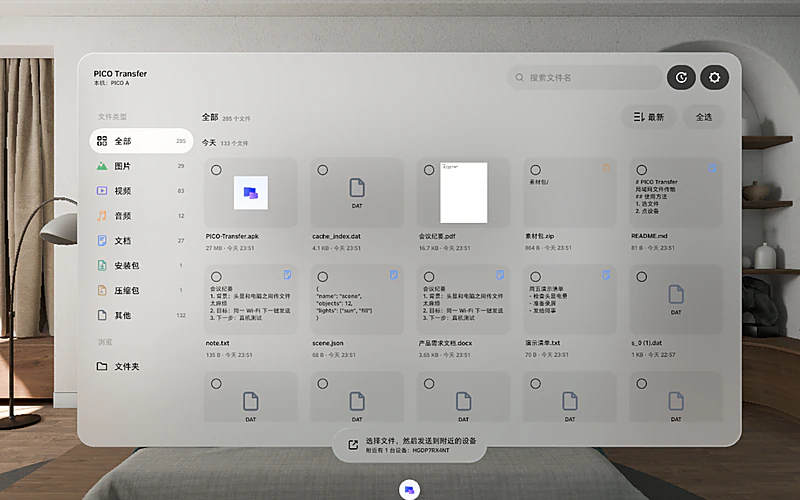 PICO Transfer
本机：PICO A
搜索文件名
文件类型
全部 285
图片 29
视频 83
音频 12
文档 27
安装包 1
压缩包 1
其他 132
浏览
文件夹
全部 285 个文件
最新
全选
今天 133 个文件
PICO-Transfer.apk
27 MB · 今天 23:51
DAT
cache_index.dat
4.1 KB · 今天 23:51
会议纪要.pdf
16.7 KB · 今天 23:51
素材包/
素材包.zip
864 B · 今天 23:51
# PICO Transfer
局域网文件传输
## 使用方法
1. 选文件
2. 点设备
README.md
81 B · 今天 23:51
会议纪要
1. 背景：头显和电脑之间传文件
太麻烦
2. 目标：同一 Wi-Fi 下一键发送
3. 下一步：真机测试
note.txt
135 B · 今天 23:51
{
"name": "scene",
"objects": 12,
"lights": ["sun", "fill"]
}
scene.json
68 B · 今天 23:51
会议纪要
1. 背景：头显和电脑之间传文件
太麻烦
2. 目标：同一 Wi-Fi 下一键发送
3. 下一步：真机测试
产品需求文档.docx
3.65 KB · 今天 23:51
周五演示清单
- 检查头显电量
- 准备录屏
- 发给同事
演示清单.txt
70 B · 今天 23:51
DAT
s_0 (1).dat
1 KB · 今天 22:57
DAT
DAT
DAT
DAT
DAT
选择文件，然后发送到附近的设备
附近有 1 台设备：HGDP7RX4NT